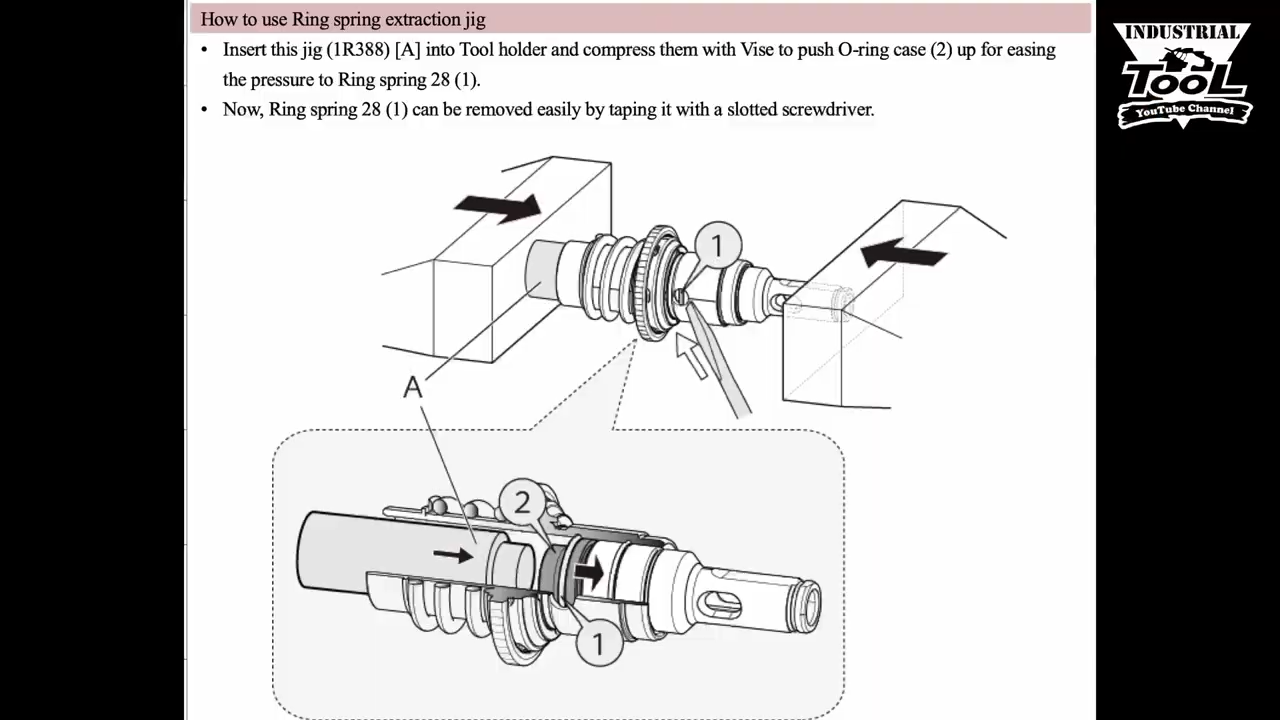 How to use Ring spring extraction jig
• Insert this jig (1R388) [A] into Tool holder and compress them with Vise to push O-ring case (2) up for easing
the pressure to Ring spring 28 (1).
• Now, Ring spring 28 (1) can be removed easily by taping it with a slotted screwdriver.
INDUSTRIAL
TOOL
YouTube Channel
1
A
2
1